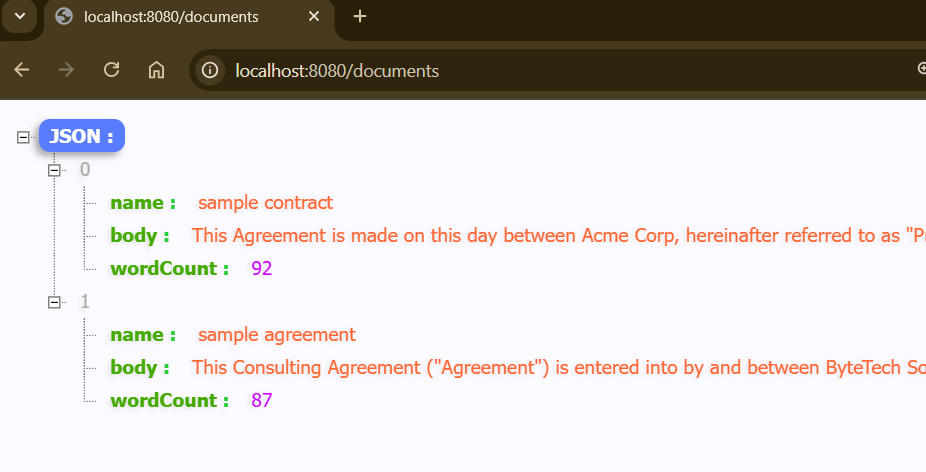 localhost:8080/documents
localhost:8080/documents
JSON :
0
name : sample contract
body : This Agreement is made on this day between Acme Corp, hereinafter referred to as "P
wordCount : 92
1
name : sample agreement
body : This Consulting Agreement ("Agreement") is entered into by and between ByteTech So
wordCount : 87